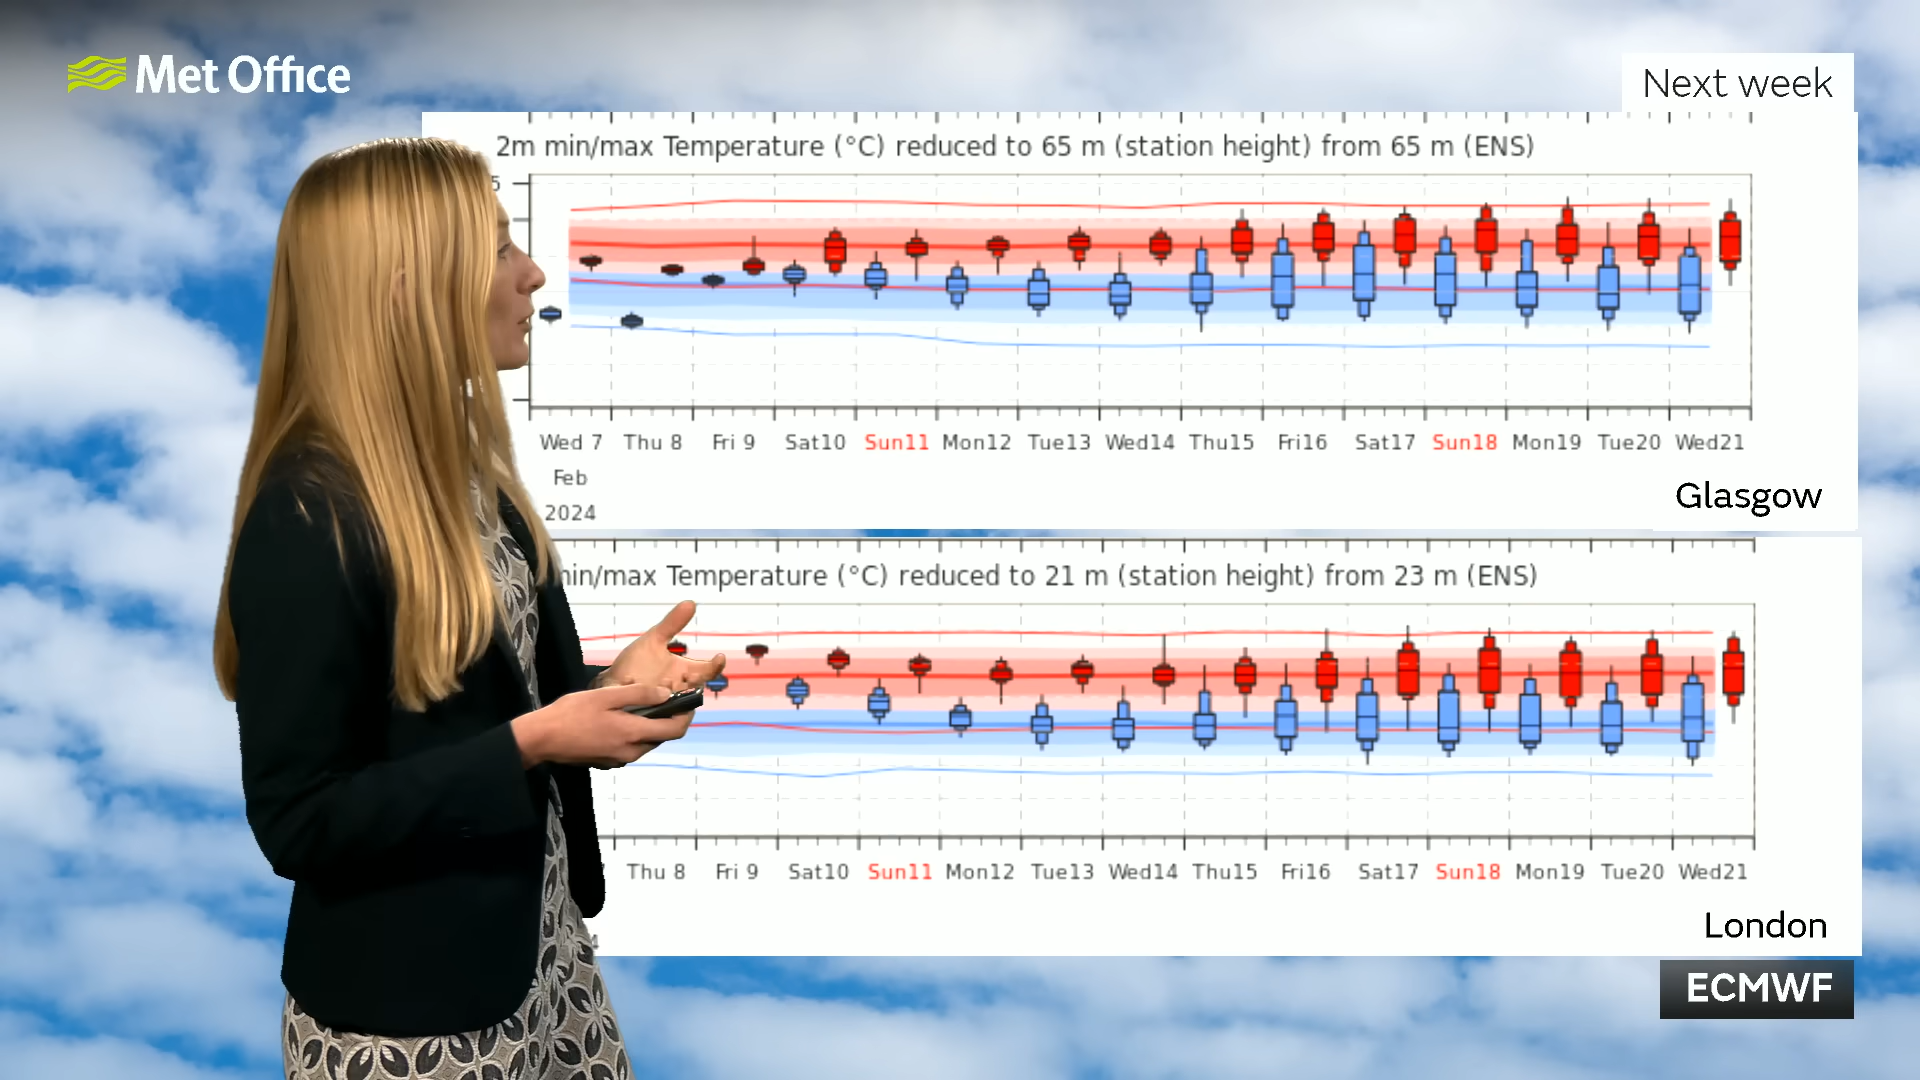 Met Office
Next week
2m min/max Temperature (°C) reduced to 65 m (station height) from 65 m (ENS)
5
Wed 7 Thu 8 Fri 9 Sat10 Sun11 Mon12 Tue13 Wed14 Thu15 Fri16 Sat17 Sun18 Mon19 Tue20 Wed21
Feb
2024
Glasgow
min/max Temperature (°C) reduced to 21 m (station height) from 23 m (ENS)
Thu 8 Fri 9 Sat10 Sun11 Mon12 Tue13 Wed14 Thu15 Fri16 Sat17 Sun18 Mon19 Tue20 Wed21
London
ECMWF